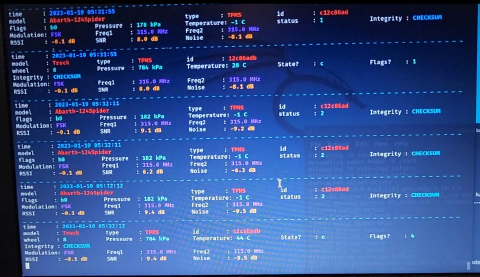 time : 2023-01-19 05:31:55
model : Abarth-124Spider type : TPMS id : c12c86ad
flags : b0 Pressure : 178 kPa Temperature: -1 C status : 1 Integrity : CHECKSUM
Modulation: FSK Freq1 : 315.0 MHz Freq2 : 315.0 MHz
RSSI : -0.1 dB SNR : 8.0 dB Noise : -8.1 dB
time : 2023-01-19 05:31:55
model : Truck type : TPMS id :
wheel : 0 Pressure : 784 kPa Temperature: 28 C State? : c Flags? : 1
Integrity : CHECKSUM
Modulation: FSK Freq1 : 315.0 MHz Freq2 : 315.0 MHz
RSSI : -0.1 dB SNR : 8.0 dB Noise : -8.1 dB
time : 2023-01-19 05:32:11
model : Abarth-124Spider type : TPMS id : c12c86ad
flags : b0 Pressure : 182 kPa Temperature: -1 C status : 2 Integrity : CHECKSUM
Modulation: FSK Freq1 : 315.0 MHz Freq2 : 315.0 MHz
RSSI : -0.1 dB SNR : 9.1 dB Noise : -9.2 dB
time : 2023-01-19 05:32:11
model : Abarth-124Spider type : TPMS id : c12c86ad
flags : b0 Pressure : 182 kPa Temperature: -1 C status : 2 Integrity : CHECKSUM
Modulation: FSK Freq1 : 315.0 MHz Freq2 : 315.0 MHz
RSSI : -0.1 dB SNR : 6.2 dB Noise : -6.3 dB
time : 2023-01-19 05:32:12
model : Abarth-124Spider type : TPMS id : c12c86ad
flags : b0 Pressure : 182 kPa Temperature: -1 C status : 2 Integrity : CHECKSUM
Modulation: FSK Freq1 : 315.0 MHz Freq2 : 315.0 MHz
RSSI : -0.1 dB SNR : 9.4 dB Noise : -9.5 dB
time : 2023-01-19 05:32:12
model : Truck type : TPMS id :
wheel : 8 Pressure : 784 kPa Temperature: 44 C State? : c Flags? : 4
Integrity : CHECKSUM
Modulation: FSK Freq1 : 315.0 MHz Freq2 : 315.0 MHz
RSSI : -0.1 dB SNR : 9.4 dB Noise : -9.5 dB